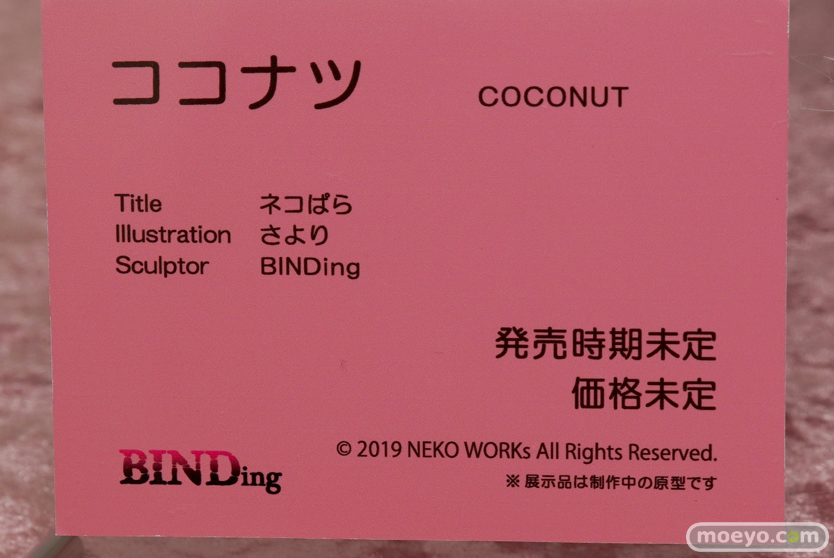 ココナツ COCONUT
Title ネコぱら
Illustration さより
Sculptor BINDing
発売時期未定
価格未定
© 2019 NEKO WORKs All Rights Reserved.
BINDing
※展示品は制作中の原型です
moeyo.com